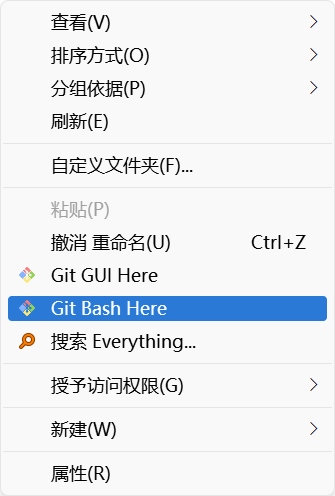 查看(V)
排序方式(O)
分组依据(P)
刷新(E)
自定义文件夹(F)...
粘贴(P)
撤消 重命名(U) Ctrl+Z
Git GUI Here
Git Bash Here
搜索 Everything...
授予访问权限(G)
新建(W)
属性(R)